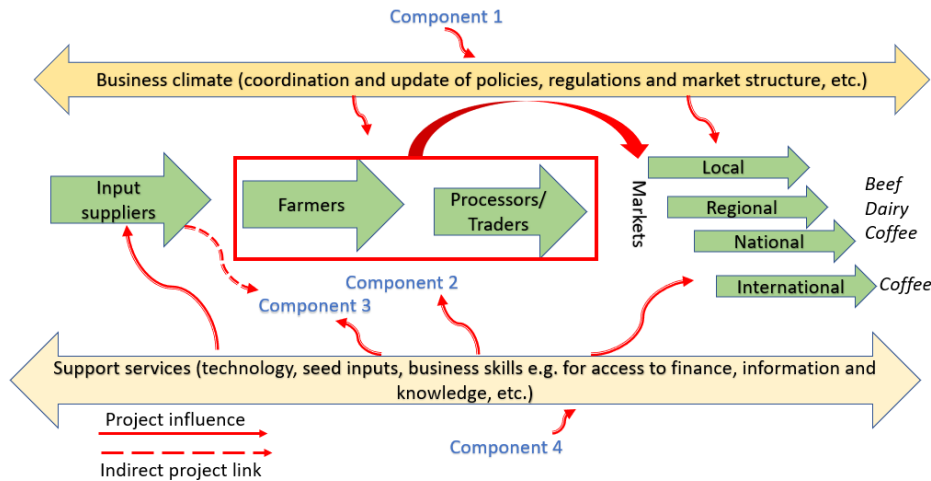 Component 1
Business climate (coordination and update of policies, regulations and market structure, etc.)
Input
suppliers
Farmers
Processors/
Traders
Markets
Local
Regional
National
International
Beef
Dairy
Coffee
Coffee
Component 2
Component 3
Support services (technology, seed inputs, business skills e.g. for access to finance, information and
knowledge, etc.)
Project influence
Indirect project link
Component 4